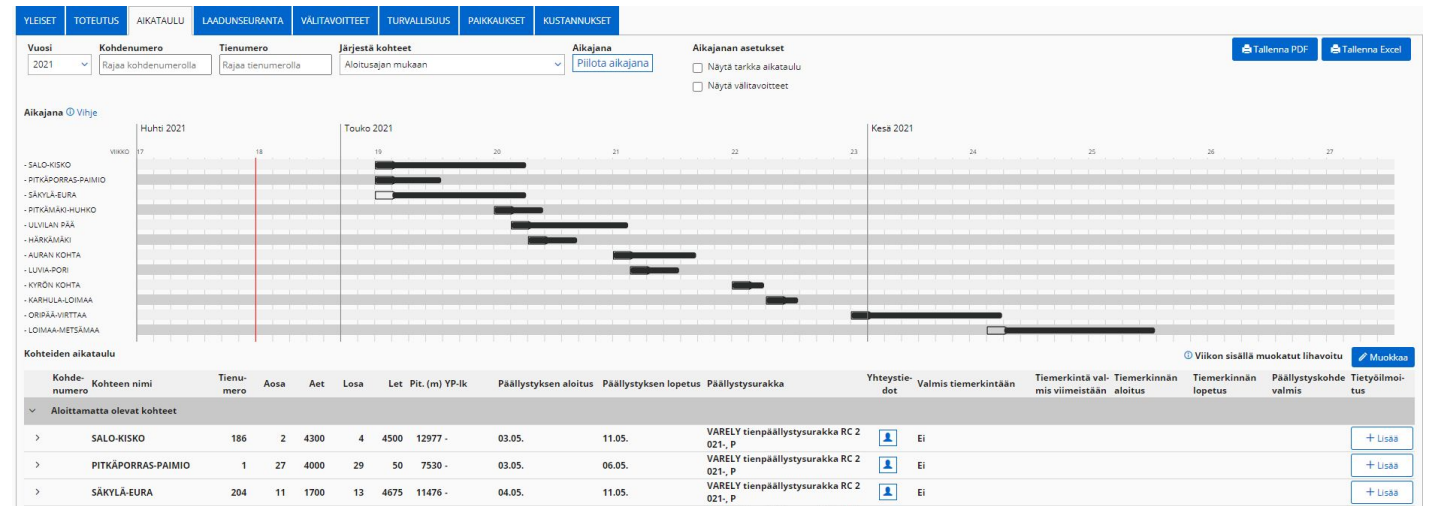 YLEISET TOTEUTUS AIKATAULU LAADUNSEURANTA VÄLITAVOITTEET TURVALLISUUS PAIKKAUKSET KUSTANNUKSET
Vuosi Kohdenumero Tienumero Järjestä kohteet Aikajana Aikajanan asetukset
2021 Rajaa kohdenumerolla Rajaa tienumerolla Aloitusajan mukaan Piilota aikajana Näytä tarkka aikataulu Tallenna PDF Tallenna Excel
Näytä välitavoitteet
Aikajana Vihje
Huhti 2021 Touko 2021 Kesä 2021
VIIKKO 17 18 19 20 21 22 23 24 25 26 27
- SALO-KISKO
- PITKÄPORRAS-PAIMIO
- SÄKYLÄ-EURA
- PITKÄMÄKI-HUHKO
- ULVILAN PÄÄ
- HÄRKÄMÄKI
- AURAN KOHTA
- LUVIA-PORI
- KYRÖN KOHTA
- KARHULA-LOIMAA
- ORIPÄÄ-VIRTTAA
- LOIMAA-METSÄMAA
Kohteiden aikataulu Viikon sisällä muokatut lihavoitu Muokkaa
Kohde- Tienu- Yhteystie- Tiemerkintä val- Tiemerkinnän Tiemerkinnän Päällystyskohde Tietyöilmoi-
numero Kohteen nimi mero Aosa Aet Losa Let Pit. (m) YP-lk Päällystyksen aloitus Päällystyksen lopetus Päällystysurakka dot Valmis tiemerkintään mis viimeistään aloitus lopetus valmis tus
Aloittamatta olevat kohteet
SALO-KISKO 186 2 4300 4 4500 12977 - 03.05. 11.05. VARELY tienpäällystysurakka RC 2 Ei + Lisää
021-, P
PITKÄPORRAS-PAIMIO 1 27 4000 29 50 7530 - 03.05. 06.05. VARELY tienpäällystysurakka RC 2 Ei + Lisää
021-, P
SÄKYLÄ-EURA 204 11 1700 13 4675 11476 - 04.05. 11.05. VARELY tienpäällystysurakka RC 2 Ei + Lisää
021-, P